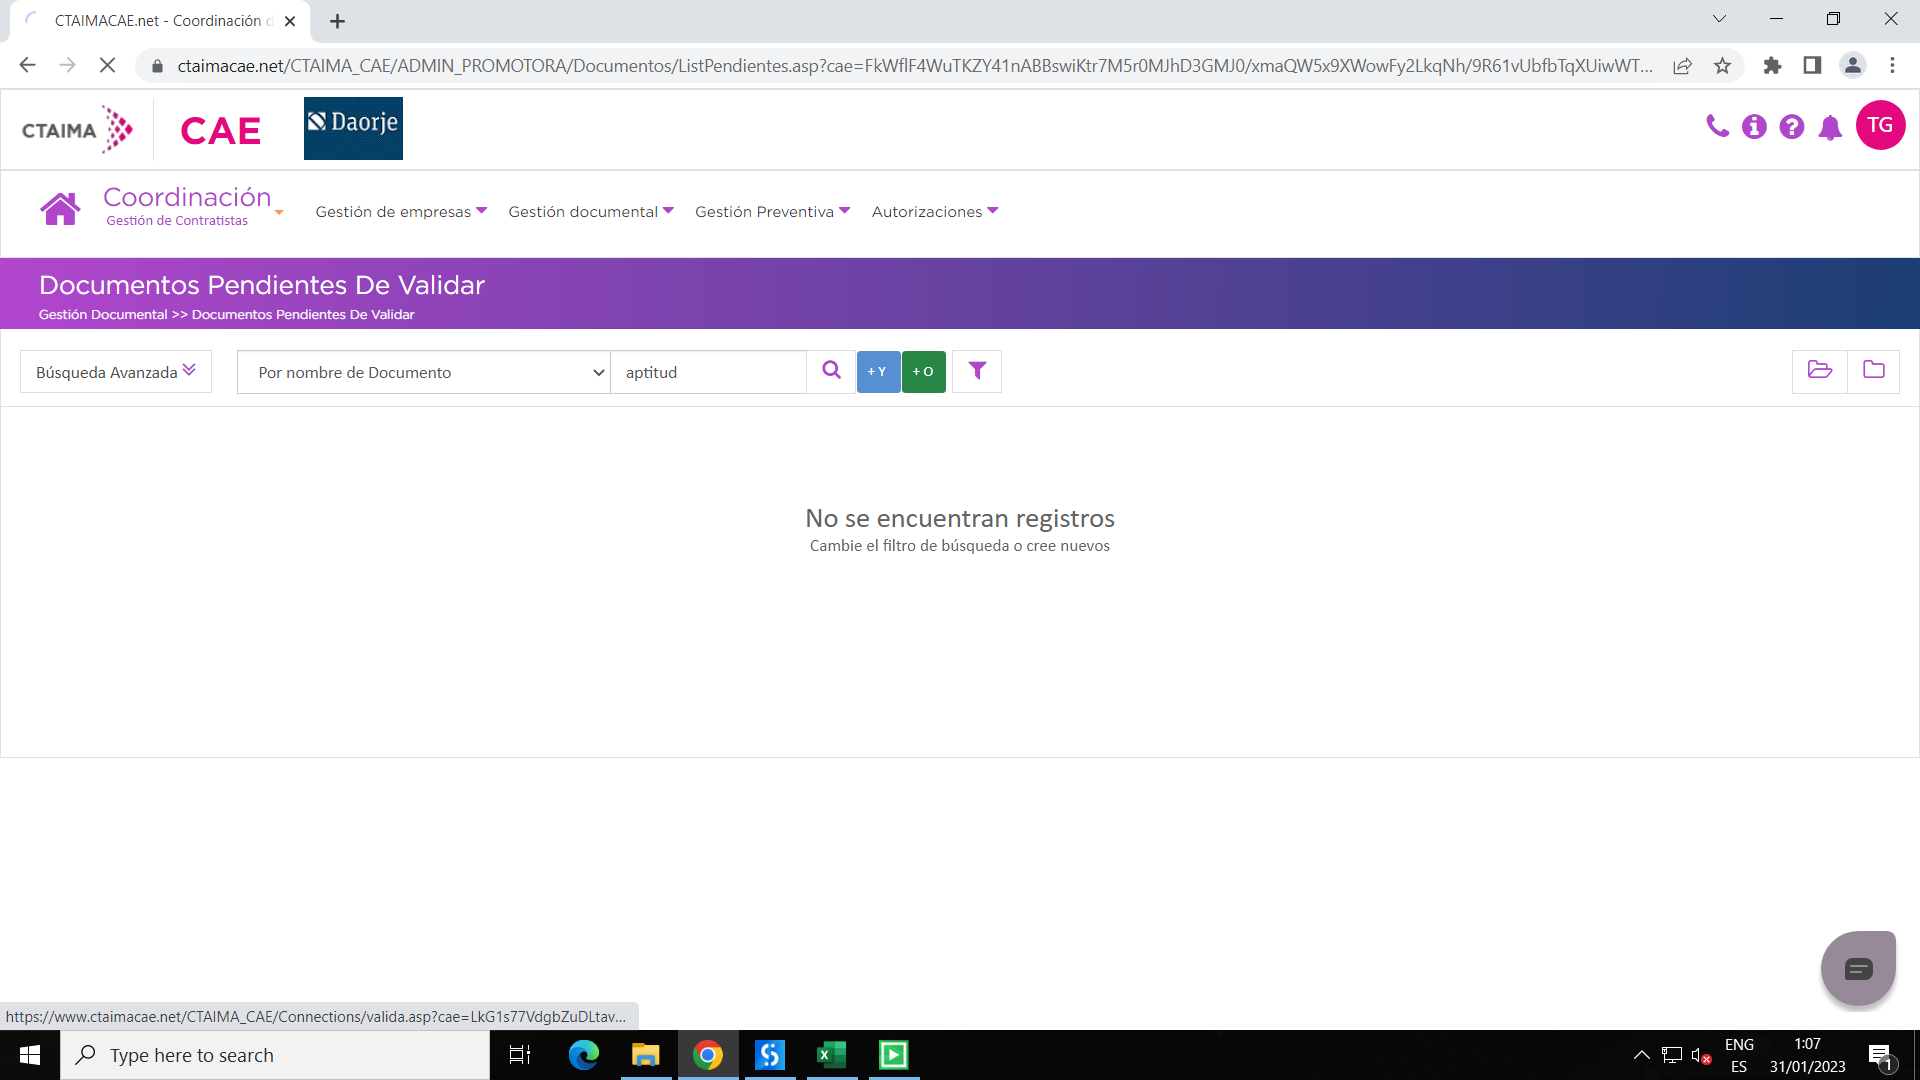 CTAIMACAE.net - Coordinación d
ctaimacae.net/CTAIMA_CAE/ADMIN_PROMOTORA/Documentos/ListPendientes.asp?cae=FkWflF4WuTKZY41nABBswiKtr7M5r0MJhD3GMJ0/xmaQW5x9XWowFy2LkqNh/9R61vUbfbTqXUiwWT...
CTAIMA
CAE
Daorje
TG
Coordinación
Gestión de Contratistas
Gestión de empresas
Gestión documental
Gestión Preventiva
Autorizaciones
Documentos Pendientes De Validar
Gestión Documental >> Documentos Pendientes De Validar
Búsqueda Avanzada
Por nombre de Documento
aptitud
+ Y
+ O
No se encuentran registros
Cambie el filtro de búsqueda o cree nuevos
https://www.ctaimacae.net/CTAIMA_CAE/Connections/valida.asp?cae=LkG1s77VdgbZuDLtav...
Type here to search
ENG
ES
1:07
31/01/2023
1